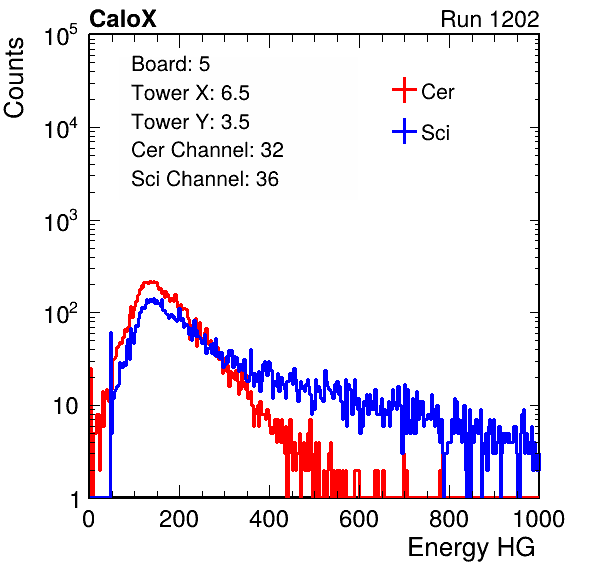 CaloX Run 1202
10^5
Counts
Board: 5
Tower X: 6.5
Tower Y: 3.5
Cer Channel: 32
Sci Channel: 36
Cer
Sci
10^4
10^3
10^2
10
1
0 200 400 600 800 1000
Energy HG